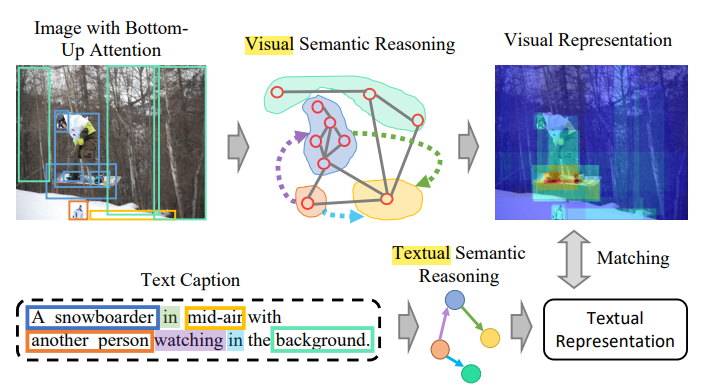 Image with Bottom-
Up Attention
Visual Semantic Reasoning
Visual Representation
Matching
Text Caption
A snowboarder in mid-air with
another person watching in the background.
Textual Semantic
Reasoning
Textual
Representation